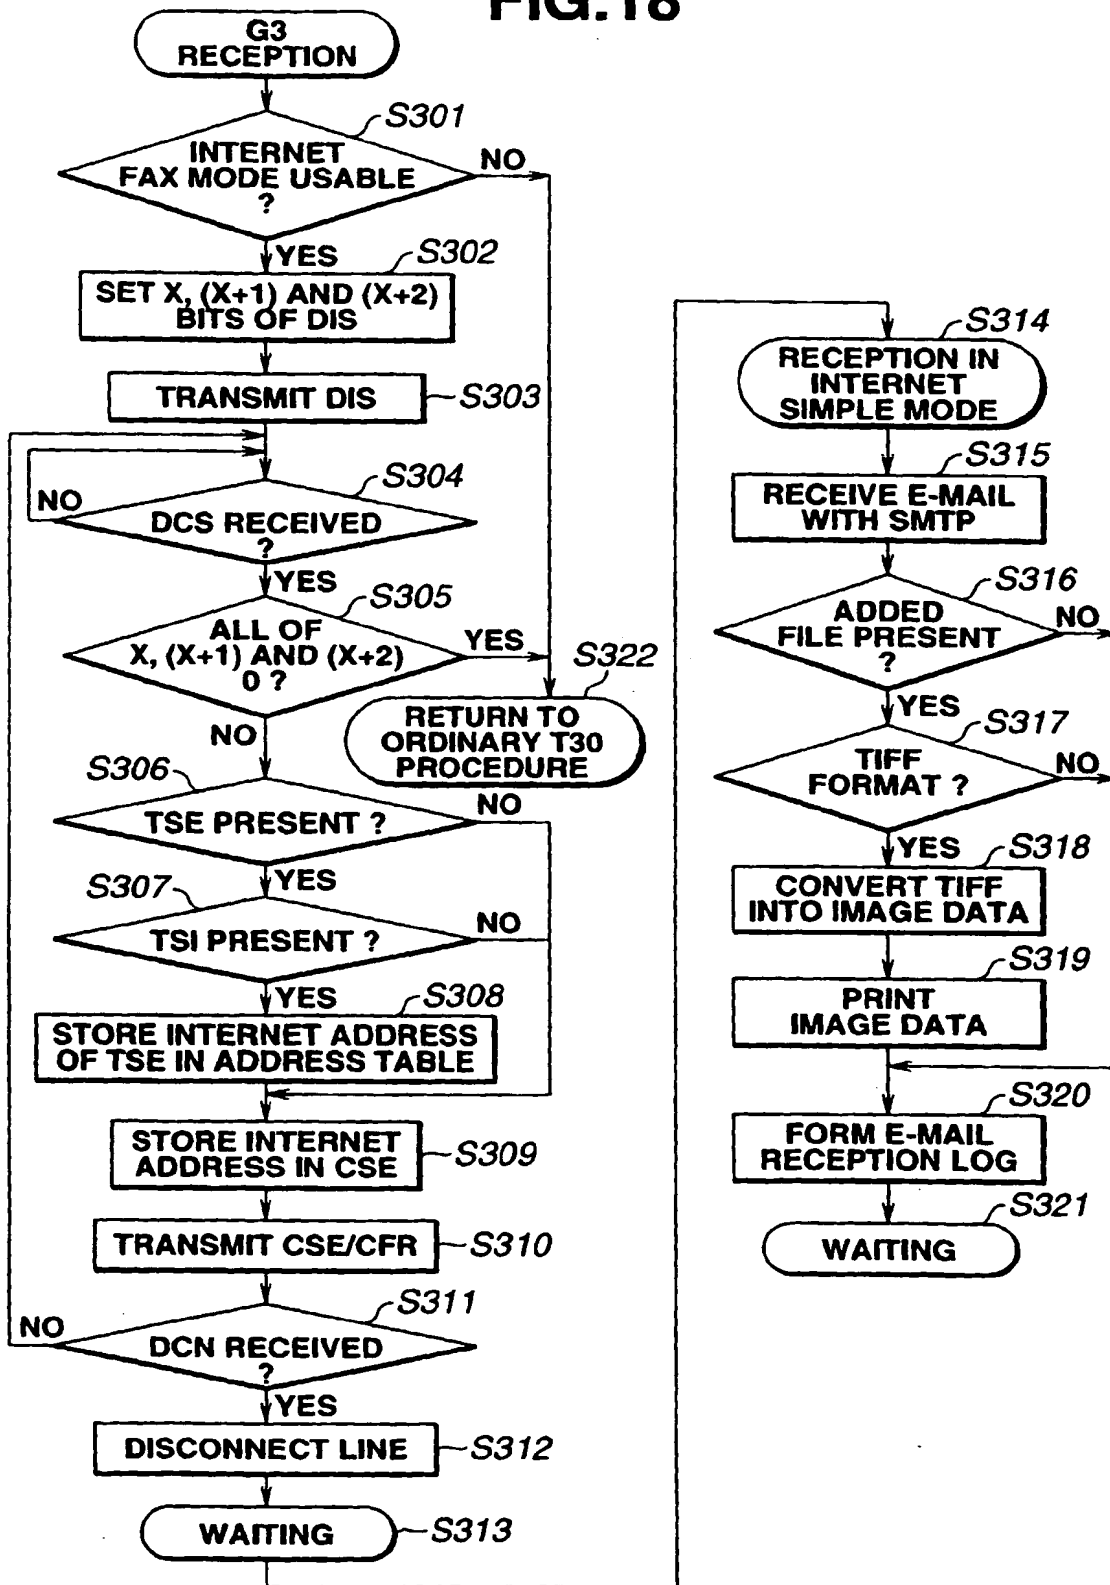 FIG.18
G3
RECEPTION
S301
INTERNET
FAX MODE USABLE
?
NO
YES
S302
SET X, (X+1) AND (X+2)
BITS OF DIS
TRANSMIT DIS
S303
S304
NO
DCS RECEIVED
?
YES
S305
ALL OF
X, (X+1) AND (X+2)
0 ?
YES
NO
S322
RETURN TO
ORDINARY T30
PROCEDURE
S306
TSE PRESENT ?
NO
YES
S307
TSI PRESENT ?
NO
YES
S308
STORE INTERNET ADDRESS
OF TSE IN ADDRESS TABLE
STORE INTERNET
ADDRESS IN CSE
S309
TRANSMIT CSE/CFR
S310
S311
NO
DCN RECEIVED
?
YES
DISCONNECT LINE
S312
WAITING
S313
S314
RECEPTION IN
INTERNET
SIMPLE MODE
S315
RECEIVE E-MAIL
WITH SMTP
S316
ADDED
FILE PRESENT
?
NO
YES
S317
TIFF
FORMAT ?
NO
YES
S318
CONVERT TIFF
INTO IMAGE DATA
S319
PRINT
IMAGE DATA
S320
FORM E-MAIL
RECEPTION LOG
S321
WAITING